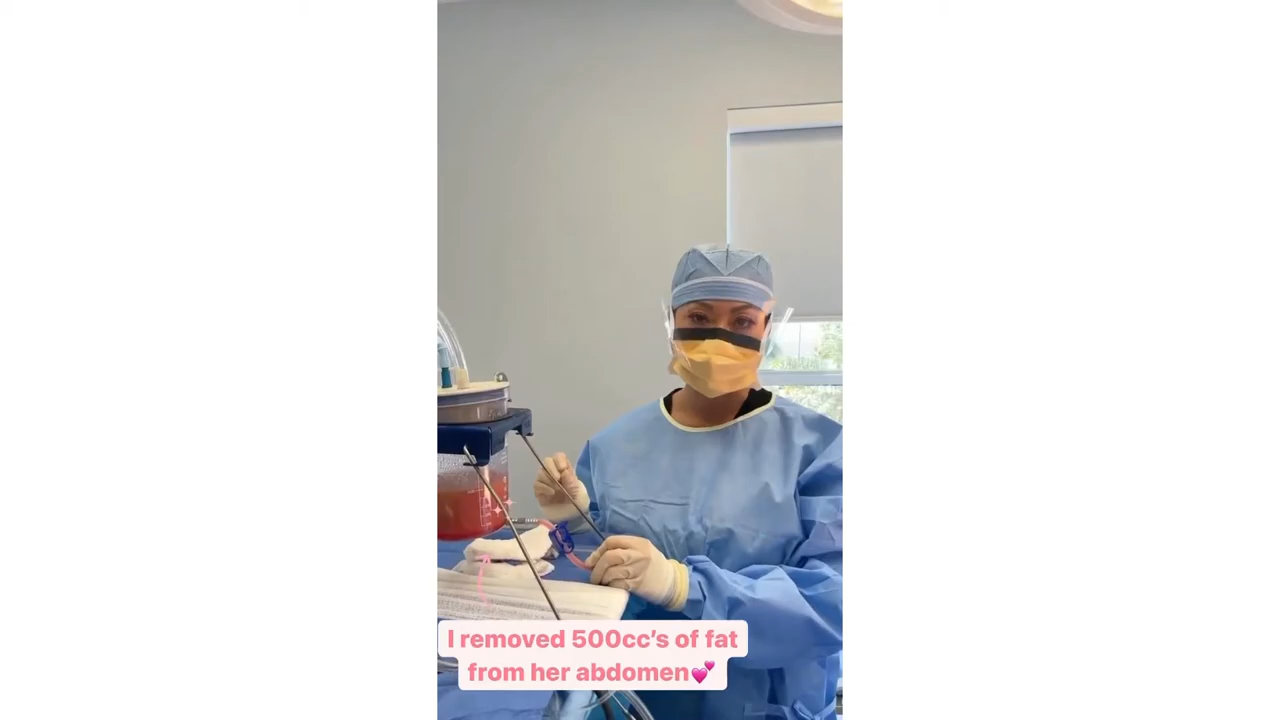 I removed 500cc’s of fat
from her abdomen💕